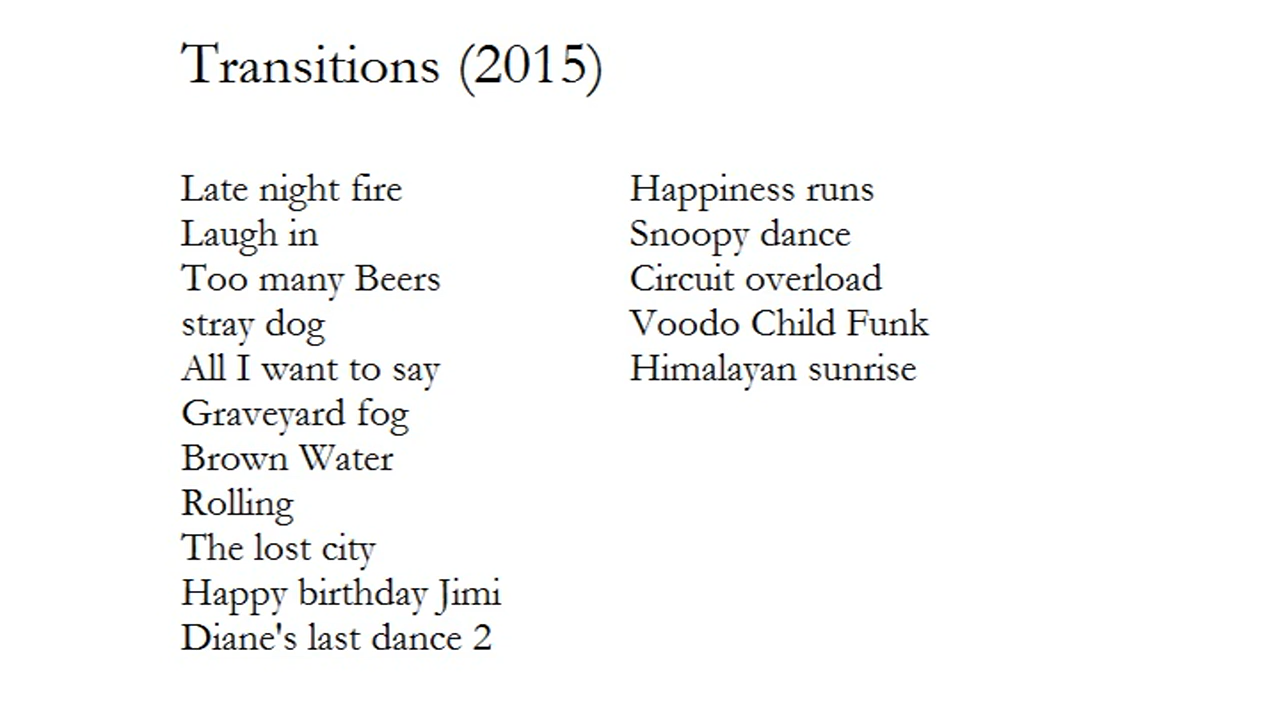 Transitions (2015)
Late night fire
Laugh in
Too many Beers
stray dog
All I want to say
Graveyard fog
Brown Water
Rolling
The lost city
Happy birthday Jimi
Diane's last dance 2
Happiness runs
Snoopy dance
Circuit overload
Voodo Child Funk
Himalayan sunrise